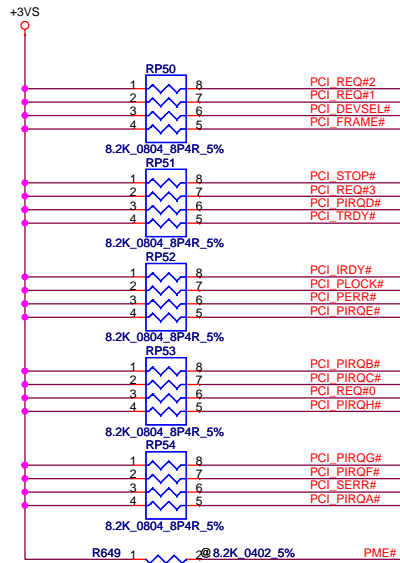 +3VS
RP50
1 8 PCI_REQ#2
2 7 PCI_REQ#1
3 6 PCI_DEVSEL#
4 5 PCI_FRAME#
8.2K_0804_8P4R_5%
RP51
1 8 PCI_STOP#
2 7 PCI_REQ#3
3 6 PCI_PIRQD#
4 5 PCI_TRDY#
8.2K_0804_8P4R_5%
RP52
1 8 PCI_IRDY#
2 7 PCI_PLOCK#
3 6 PCI_PERR#
4 5 PCI_PIRQE#
8.2K_0804_8P4R_5%
RP53
1 8 PCI_PIRQB#
2 7 PCI_PIRQC#
3 6 PCI_REQ#0
4 5 PCI_PIRQH#
8.2K_0804_8P4R_5%
RP54
1 8 PCI_PIRQG#
2 7 PCI_PIRQF#
3 6 PCI_SERR#
4 5 PCI_PIRQA#
8.2K_0804_8P4R_5%
R649 1 2 @8.2K_0402_5% PME#